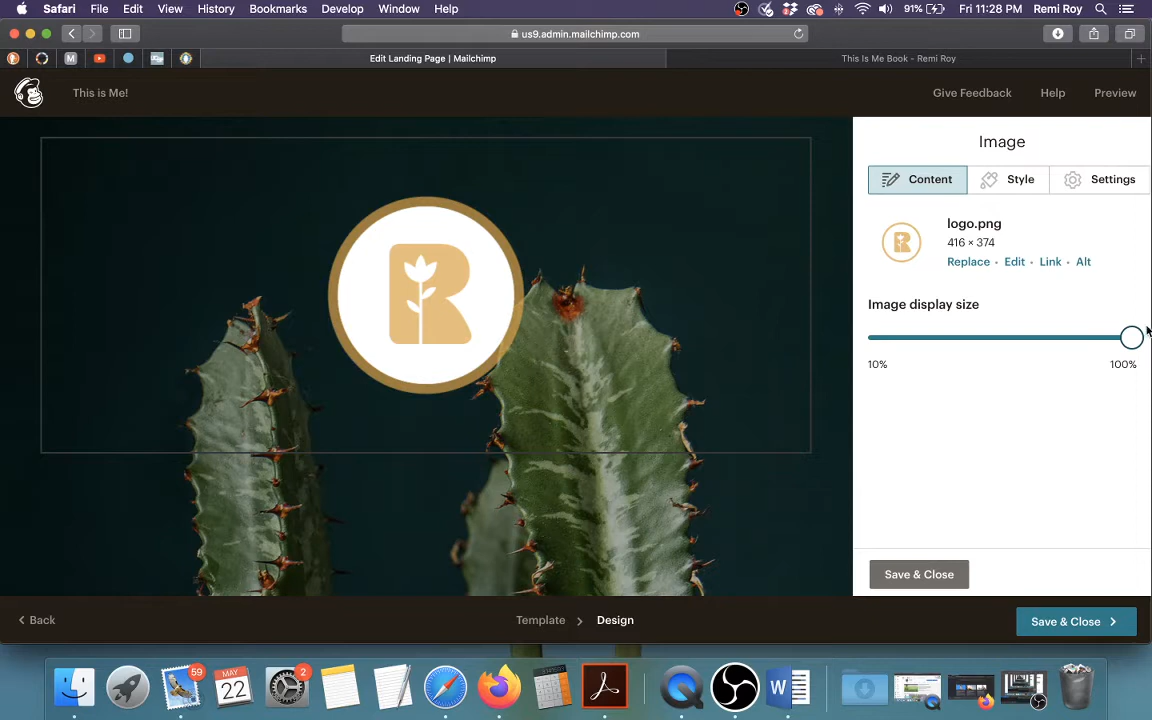 Safari File Edit View History Bookmarks Develop Window Help 91% Fri 11:28 PM Remi Roy
us9.admin.mailchimp.com
M Edit Landing Page | Mailchimp This Is Me Book - Remi Roy
This is Me! Give Feedback Help Preview
Image
Content Style Settings
logo.png
416 × 374
Replace • Edit • Link • Alt
Image display size
10% 100%
R
R
Save & Close
Back Template Design Save & Close
59 MAY 22 2 W